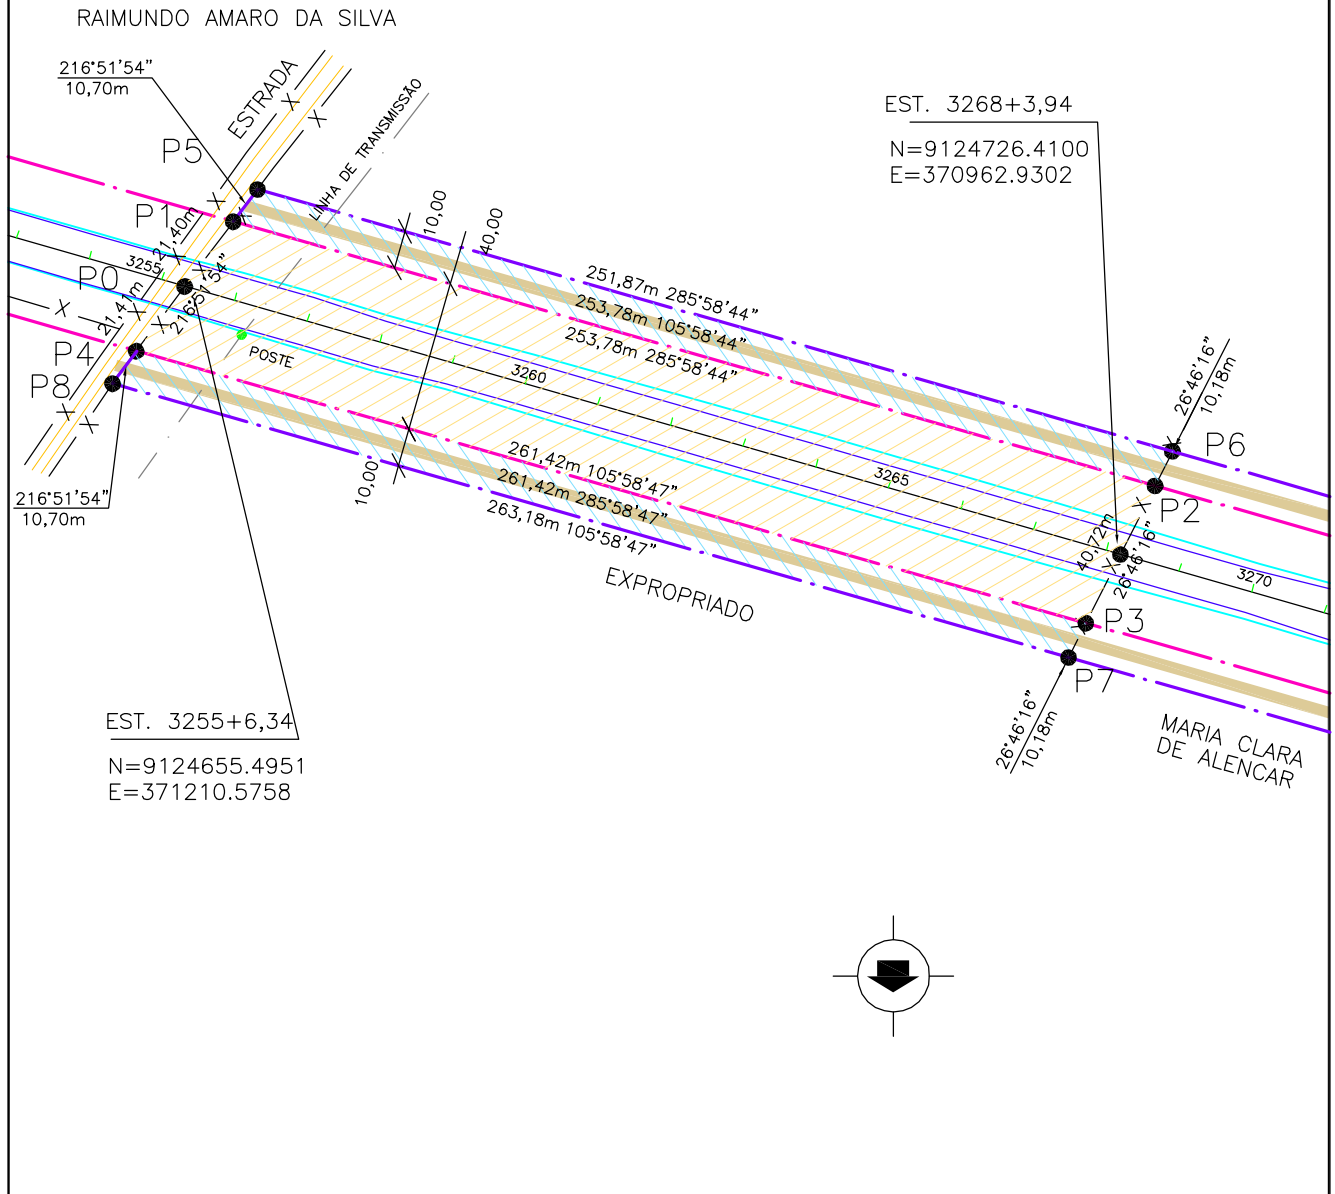 RAIMUNDO AMARO DA SILVA
216°51'54"
10,70m
ESTRADA
LINHA DE TRANSMISSÃO
EST. 3268+3,94
N=9124726.4100
E=370962.9302
P5
P1
21,40m
10,00
40,00
3255
P0
216°51'54"
21,41m
251,87m 285°58'44"
253,78m 105°58'44"
253,78m 285°58'44"
P4
POSTE
P8
3260
26°46'16"
10,18m
P6
261,42m 105°58'47"
261,42m 285°58'47"
263,18m 105°58'47"
3265
10,00
216°51'54"
10,70m
P2
40,72m
26°46'16"
3270
EXPROPRIADO
P3
P7
26°46'16"
10,18m
EST. 3255+6,34
N=9124655.4951
E=371210.5758
MARIA CLARA
DE ALENCAR